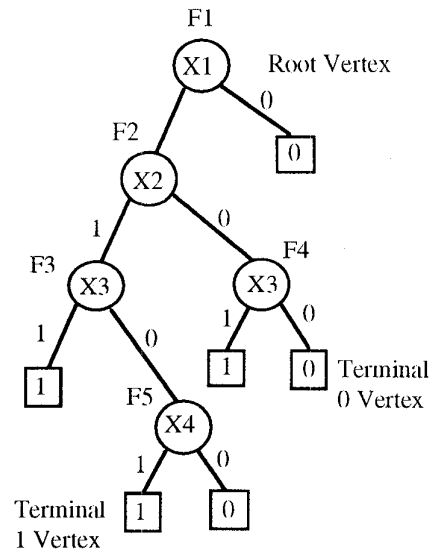 F1
X1
Root Vertex
0
0
F2
X2
1
0
F3
X3
F4
X3
1
0
1
0
1
1
0
Terminal
0 Vertex
F5
X4
1
0
Terminal
1 Vertex
1
0